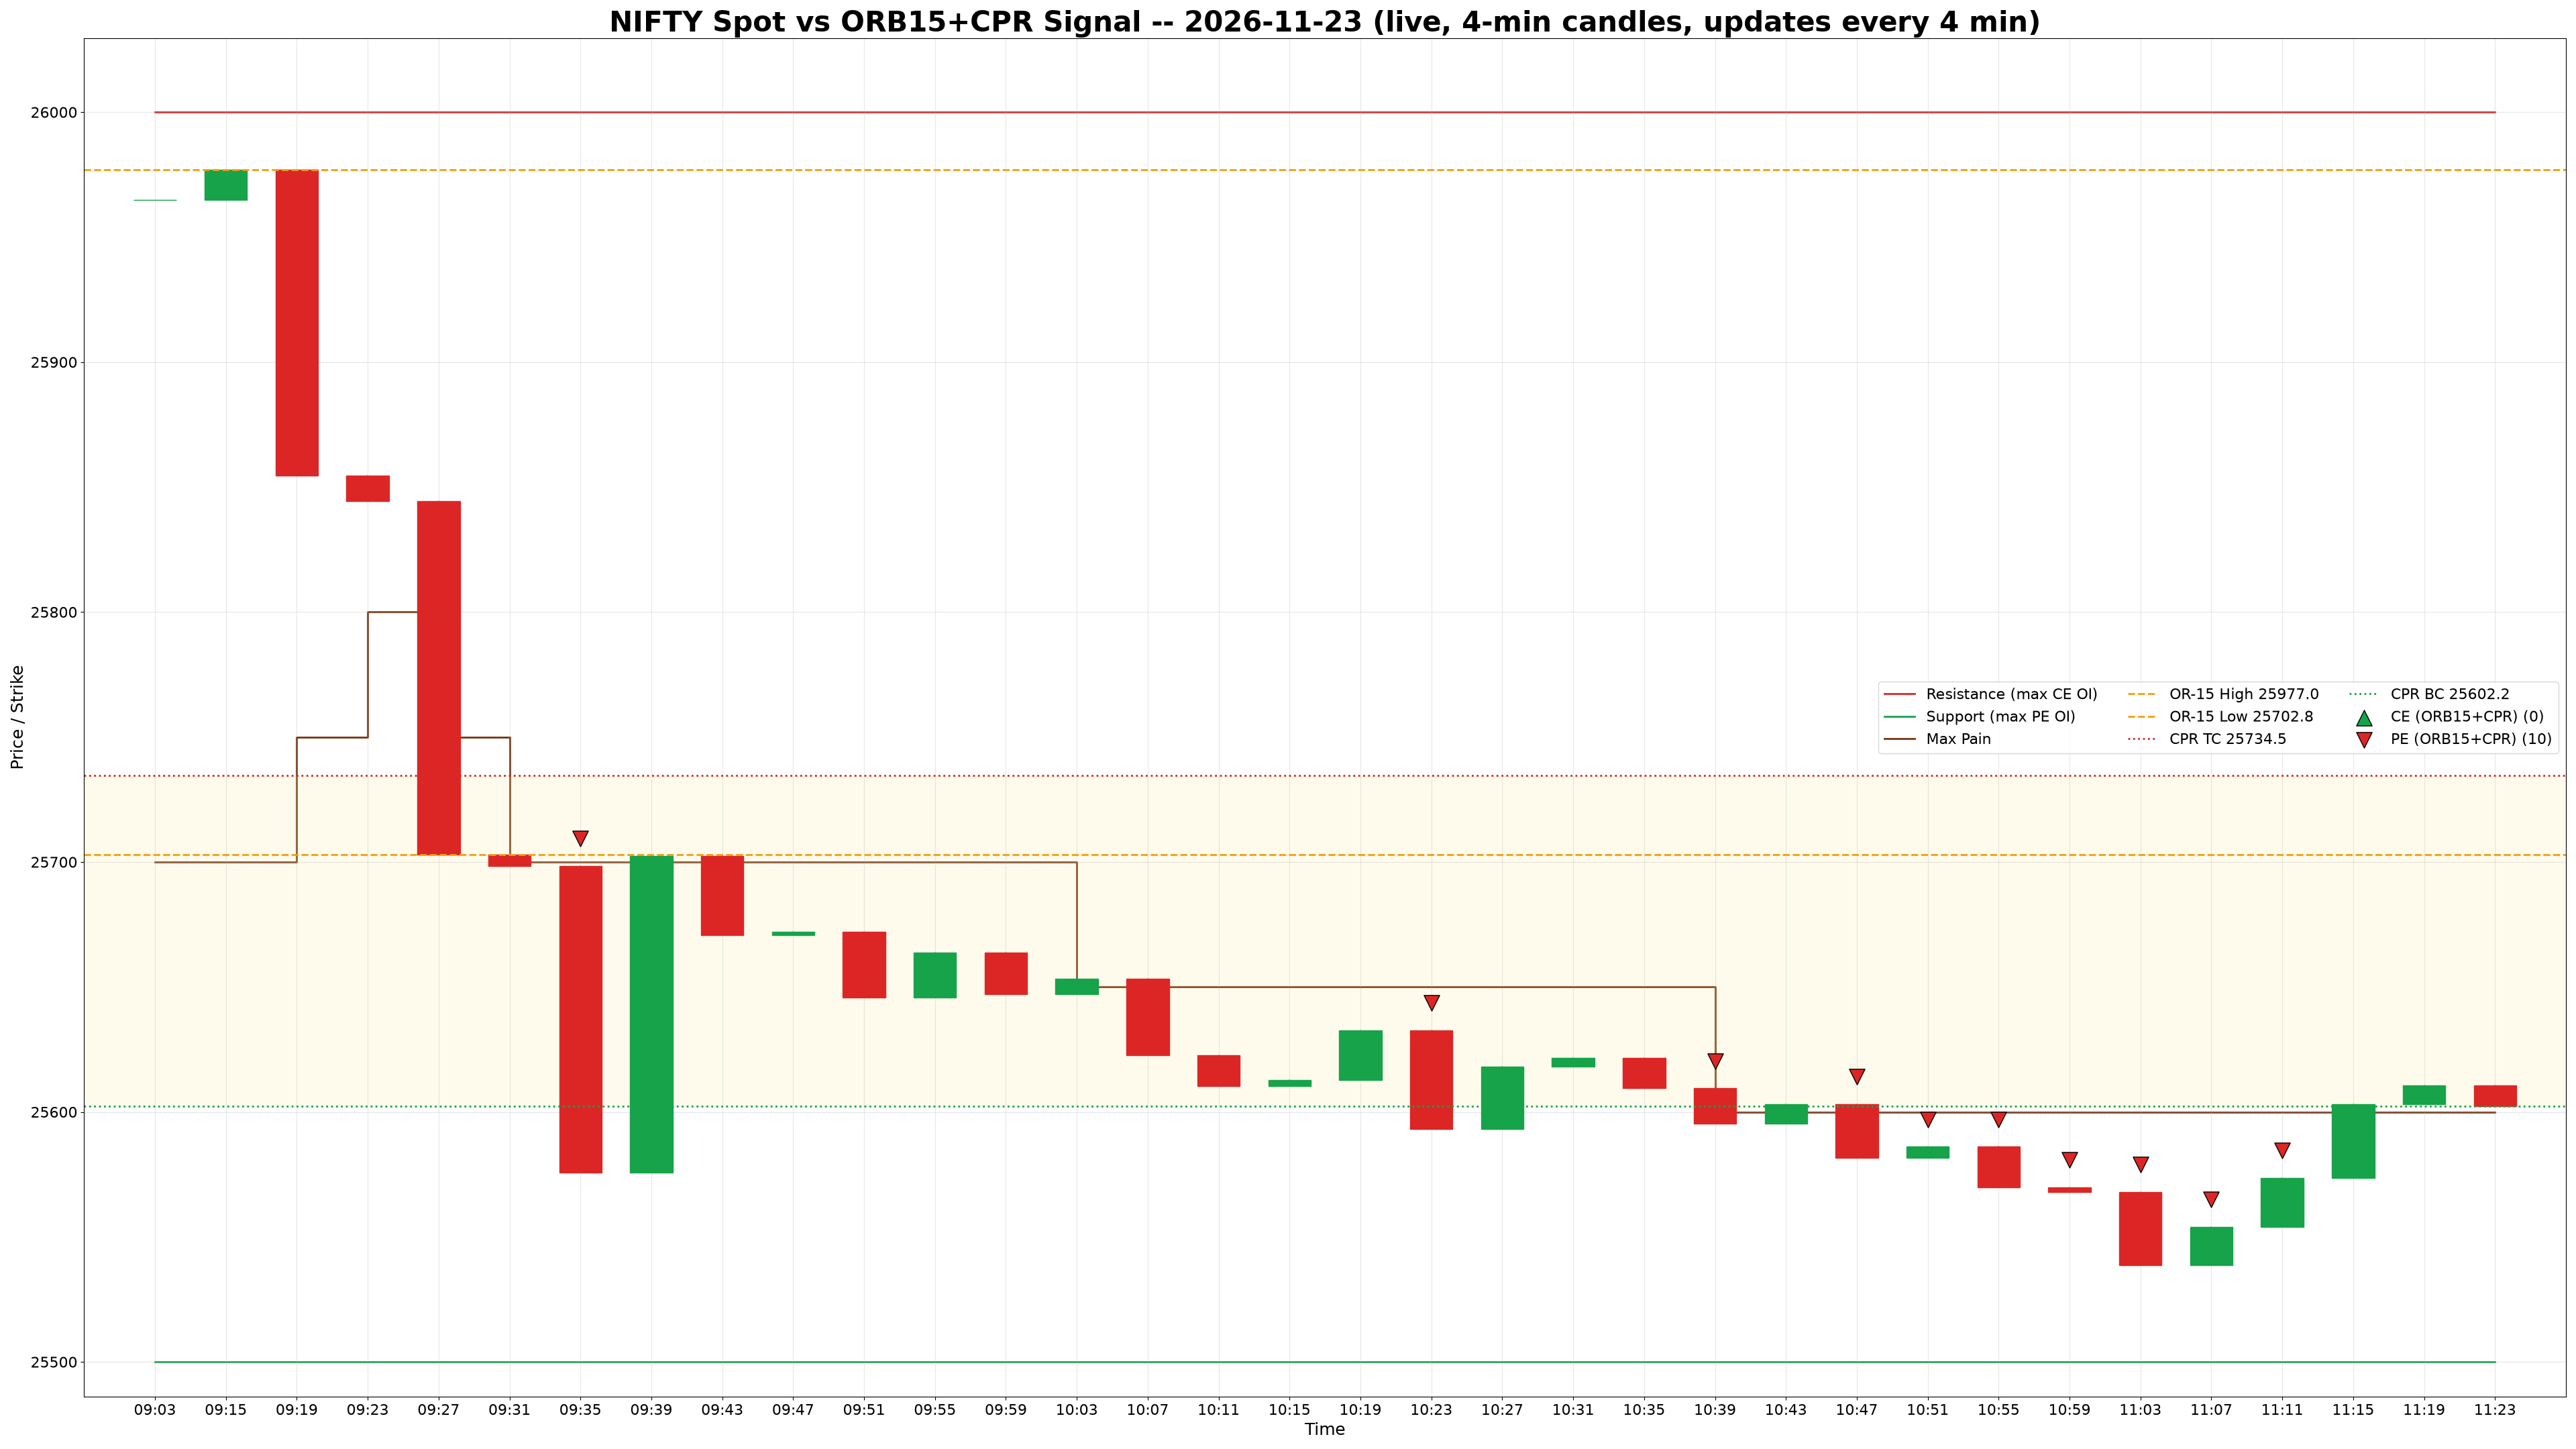 NIFTY Spot vs ORB15+CPR Signal -- 2026-11-23 (live, 4-min candles, updates every 4 min)
Price / Strike
26000
25900
25800
25700
25600
25500
Resistance (max CE OI)
Support (max PE OI)
Max Pain
OR-15 High 25977.0
OR-15 Low 25702.8
CPR TC 25734.5
CPR BC 25602.2
CE (ORB15+CPR) (0)
PE (ORB15+CPR) (10)
09:03 09:15 09:19 09:23 09:27 09:31 09:35 09:39 09:43 09:47 09:51 09:55 09:59 10:03 10:07 10:11 10:15 10:19 10:23 10:27 10:31 10:35 10:39 10:43 10:47 10:51 10:55 10:59 11:03 11:07 11:11 11:15 11:19 11:23
Time